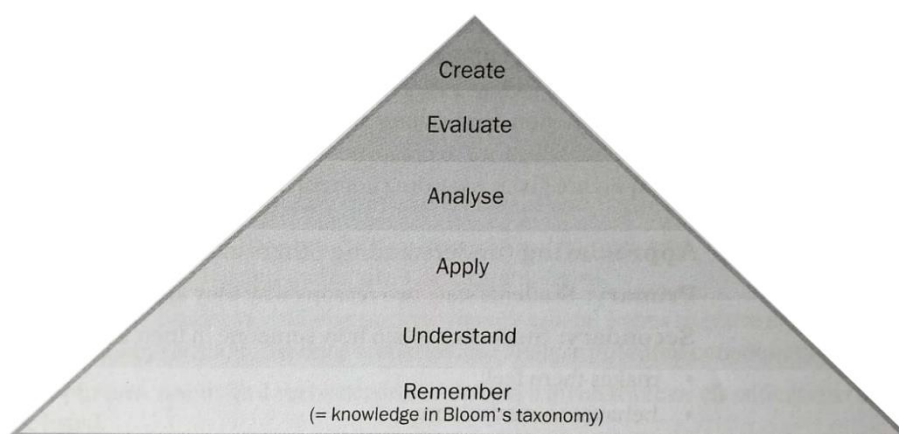 Create
Evaluate
Analyse
Apply
Understand
Remember
(= knowledge in Bloom's taxonomy)